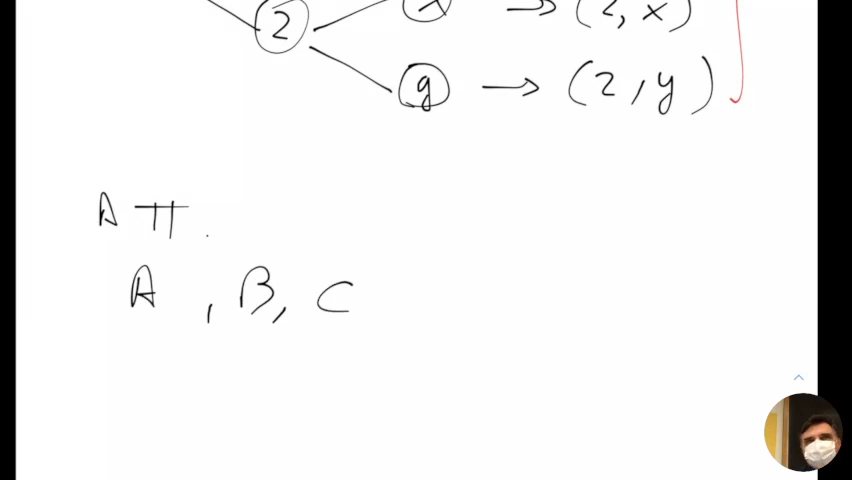 2 x → (2, x)
y → (2, y)
A π.
A, B, C